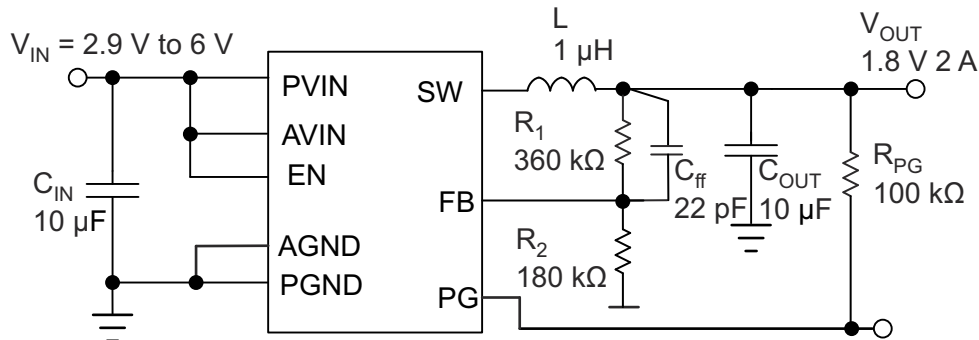 V_IN = 2.9 V to 6 V
L
1 µH
V_OUT
1.8 V 2 A
PVIN
SW
AVIN
EN
R_1
360 kΩ
C_ff
22 pF
C_OUT
10 µF
R_PG
100 kΩ
C_IN
10 µF
FB
AGND
PGND
R_2
180 kΩ
PG